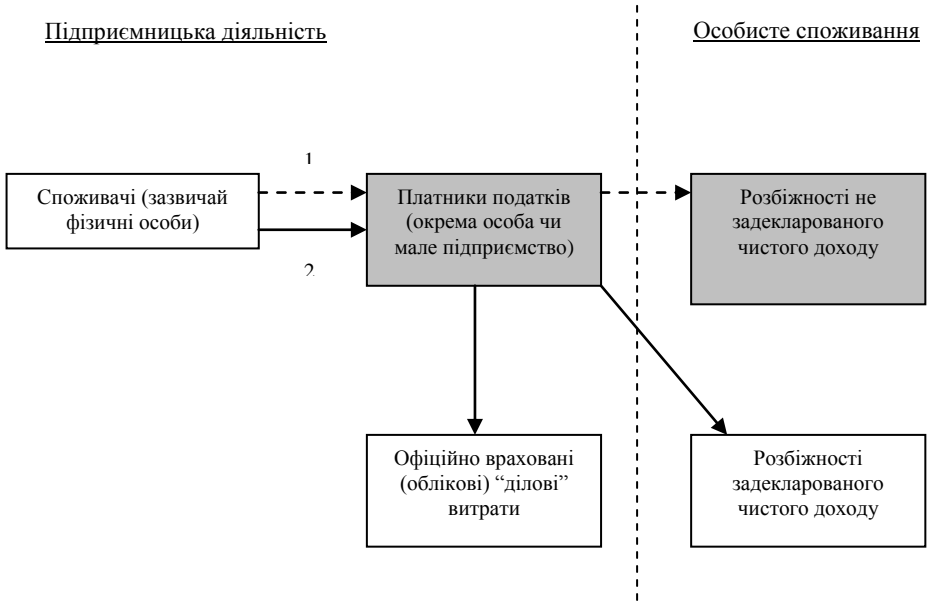 Підприємницька діяльність
Особисте споживання
1
Споживачі (зазвичай
фізичні особи)
2
Платники податків
(окрема особа чи
мале підприємство)
Розбіжності не
задекларованого
чистого доходу
Офіційно враховані
(облікові) “ділові”
витрати
Розбіжності
задекларованого
чистого доходу